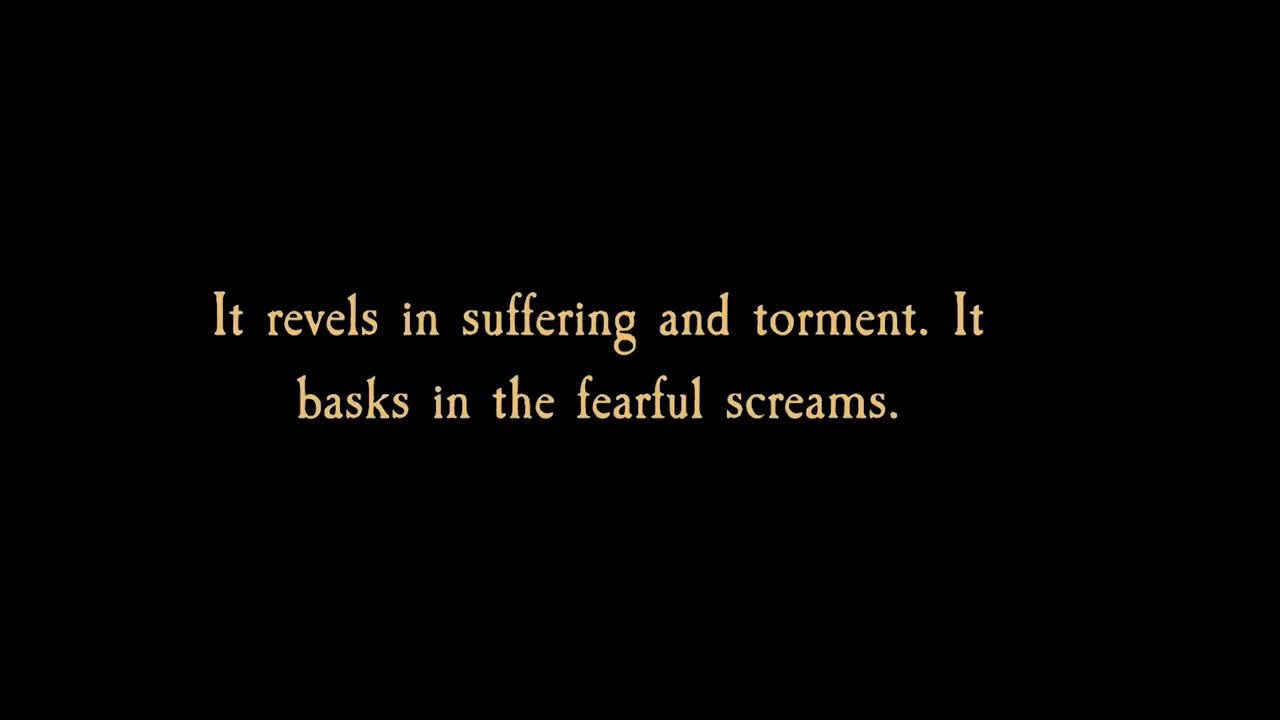 It revels in suffering and torment. It
basks in the fearful screams.